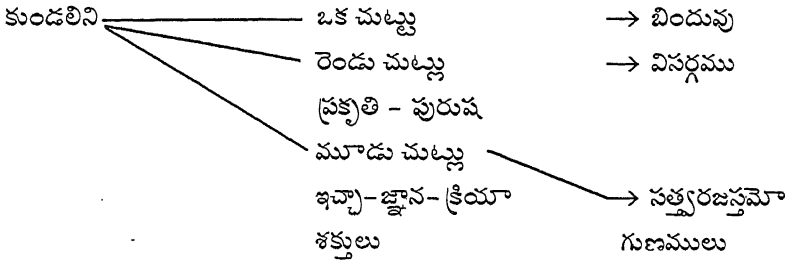 కుండలిని ఒక చుట్టు → బిందువు
రెండు చుట్లు → విసర్గము
ప్రకృతి - పురుష
మూడు చుట్లు
ఇచ్ఛా-జ్ఞాన-క్రియా → సత్త్వరజస్తమో
శక్తులు గుణములు